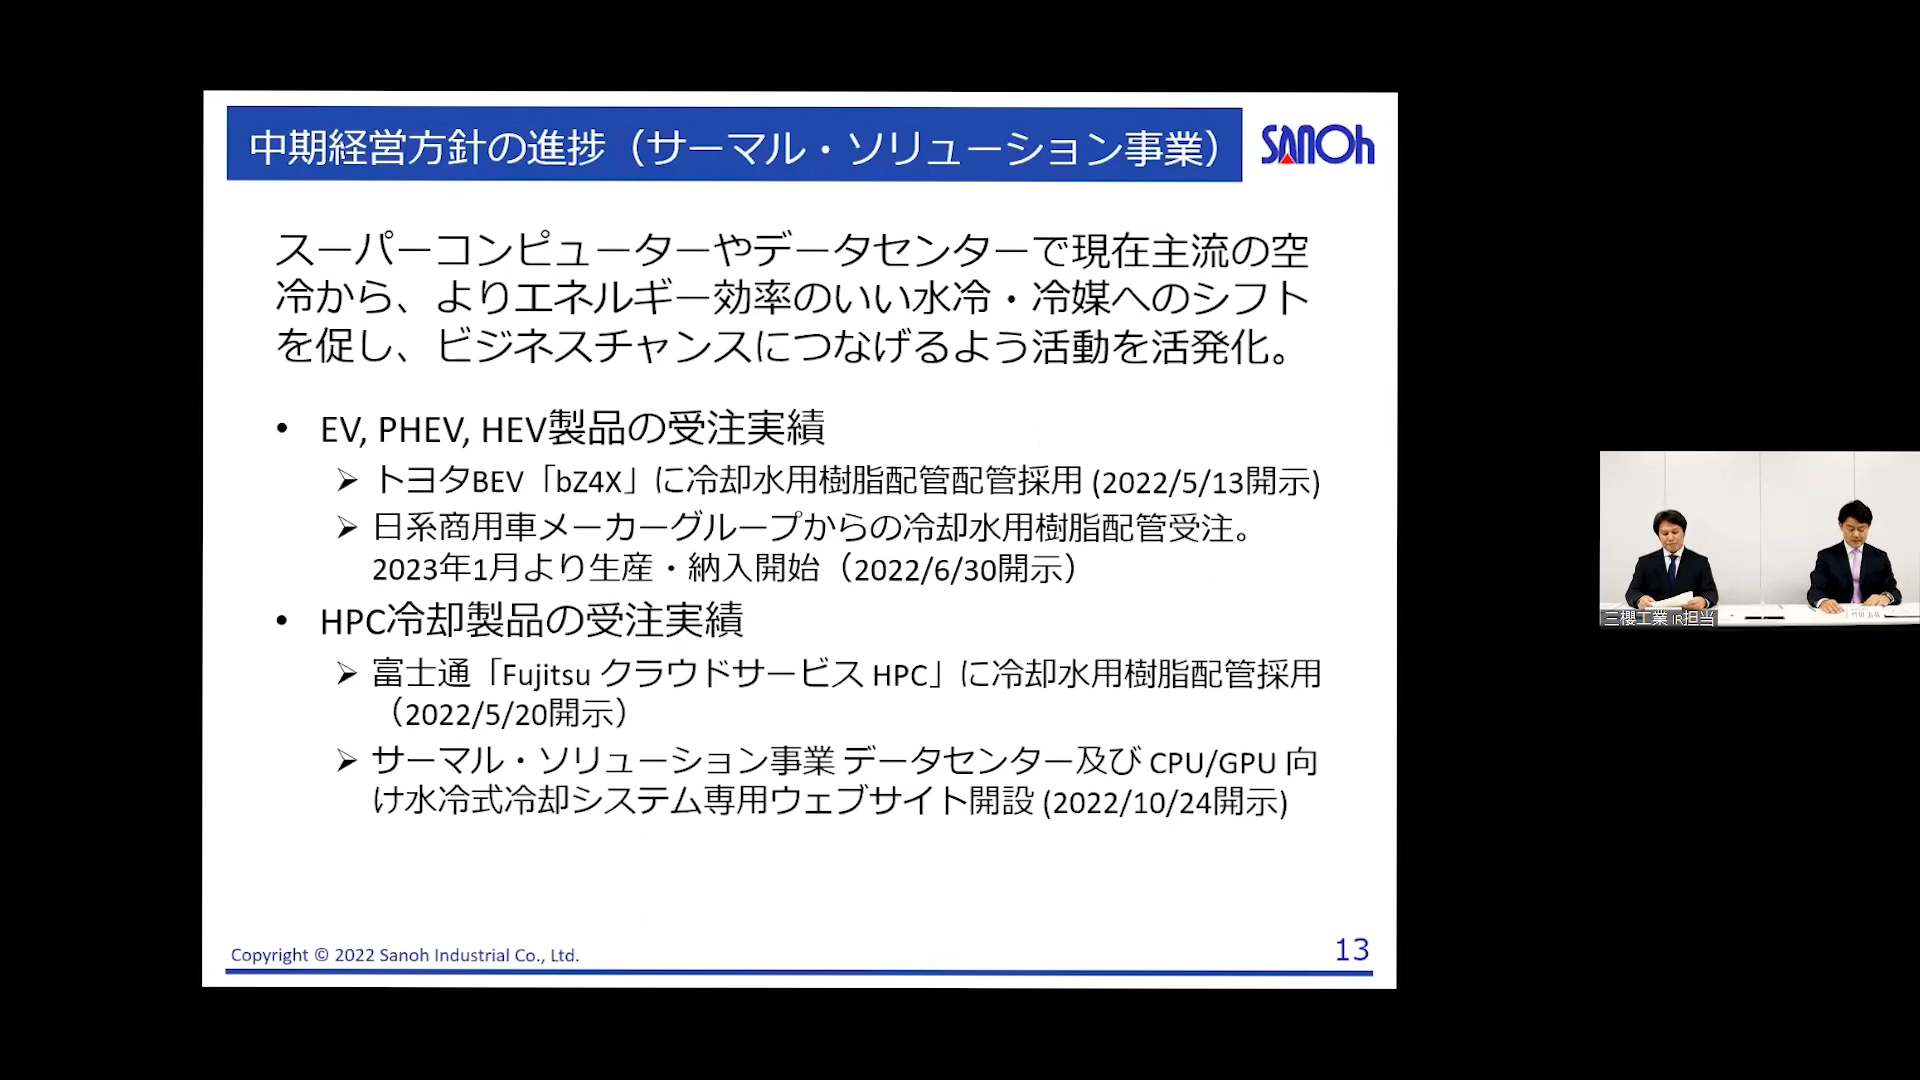 中期経営方針の進捗（サーマル・ソリューション事業）
SANOh
スーパーコンピューターやデータセンターで現在主流の空
冷から、よりエネルギー効率のいい水冷・冷媒へのシフト
を促し、ビジネスチャンスにつなげるよう活動を活発化。
• EV, PHEV, HEV製品の受注実績
➢ トヨタBEV「bZ4X」に冷却水用樹脂配管配管採用 (2022/5/13開示)
➢ 日系商用車メーカーグループからの冷却水用樹脂配管受注。
2023年1月より生産・納入開始（2022/6/30開示）
• HPC冷却製品の受注実績
➢ 富士通「Fujitsu クラウドサービス HPC」に冷却水用樹脂配管採用
（2022/5/20開示）
➢ サーマル・ソリューション事業 データセンター及び CPU/GPU 向
け水冷式冷却システム専用ウェブサイト開設 (2022/10/24開示)
Copyright © 2022 Sanoh Industrial Co., Ltd.
13
三櫻工業 IR担当